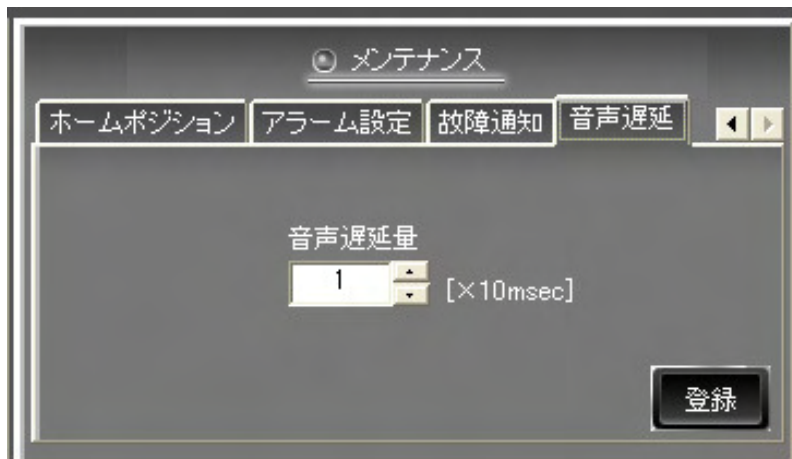 メンテナンス
ホームポジション アラーム設定 故障通知 音声遅延
音声遅延量
1 [×10msec]
登録